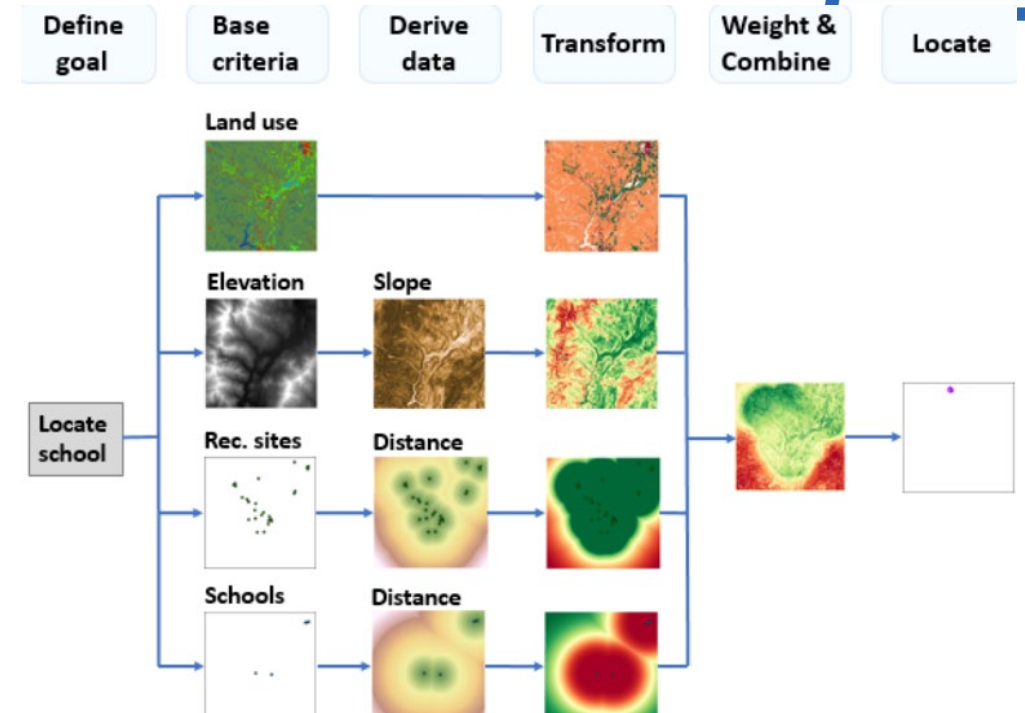 Define
goal
Base
criteria
Derive
data
Transform
Weight &
Combine
Locate
Land use
Elevation
Slope
Locate
school
Rec. sites
Distance
Schools
Distance